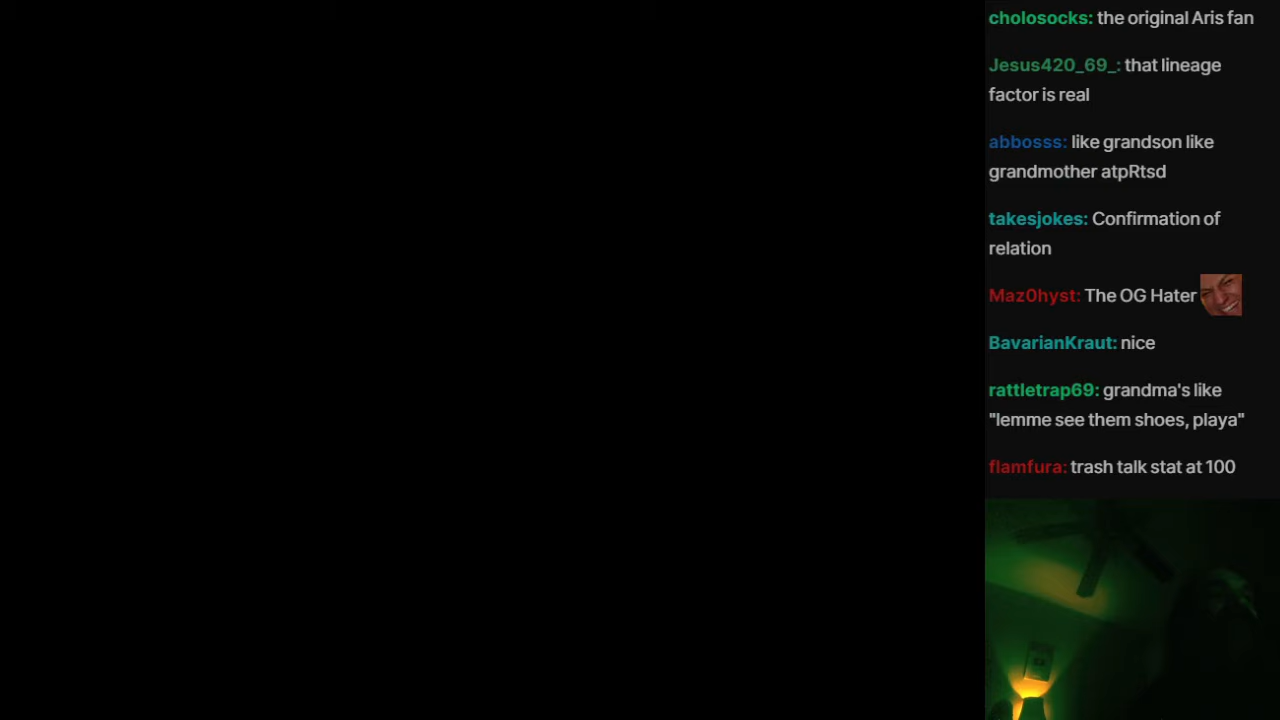 cholosocks: the original Aris fan
Jesus420_69_: that lineage
factor is real
abbosss: like grandson like
grandmother atpRtsd
takesjokes: Confirmation of
relation
Maz0hyst: The OG Hater
BavarianKraut: nice
rattletrap69: grandma's like
"lemme see them shoes, playa"
flamfura: trash talk stat at 100